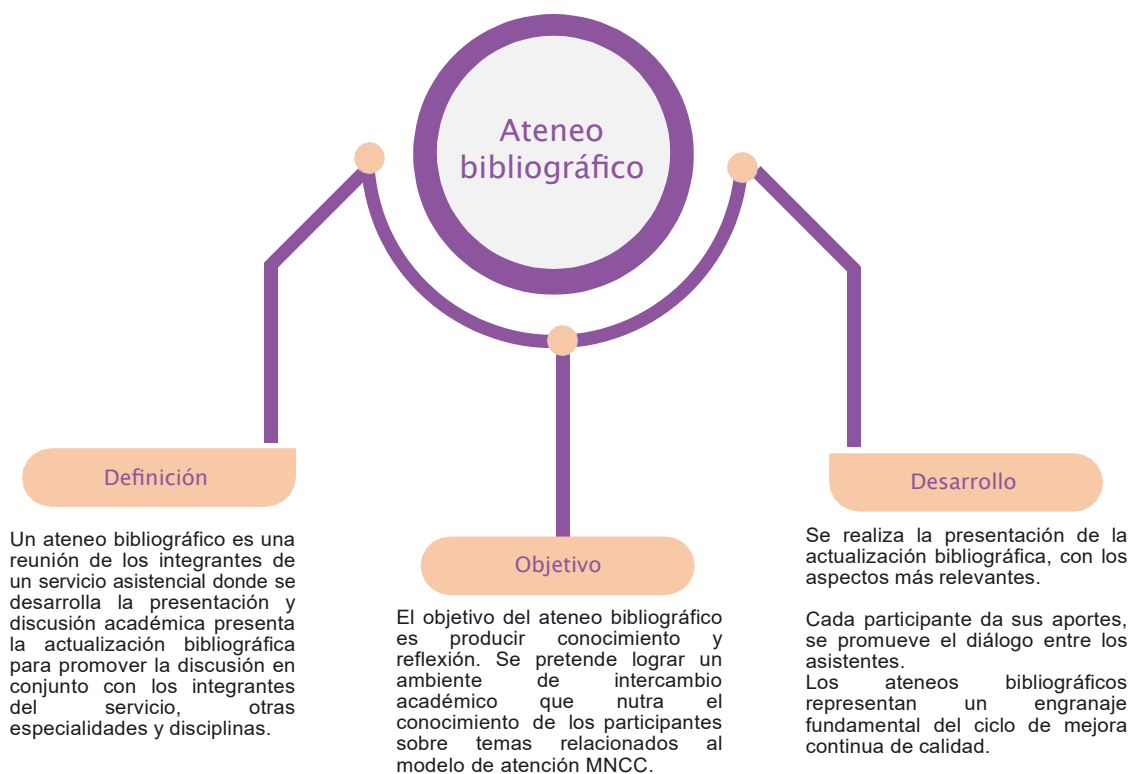 Ateneo
bibliográfico
Definición
Un ateneo bibliográfico es una
reunión de los integrantes de
un servicio asistencial donde se
desarrolla la presentación y
discusión académica presenta
la actualización bibliográfica
para promover la discusión en
conjunto con los integrantes
del servicio, otras
especialidades y disciplinas.
Objetivo
El objetivo del ateneo bibliográfico
es producir conocimiento y
reflexión. Se pretende lograr un
ambiente de intercambio
académico que nutra el
conocimiento de los participantes
sobre temas relacionados al
modelo de atención MNCC.
Desarrollo
Se realiza la presentación de la
actualización bibliográfica, con los
aspectos más relevantes.
Cada participante da sus aportes,
se promueve el diálogo entre los
asistentes.
Los ateneos bibliográficos
representan un engranaje
fundamental del ciclo de mejora
continua de calidad.